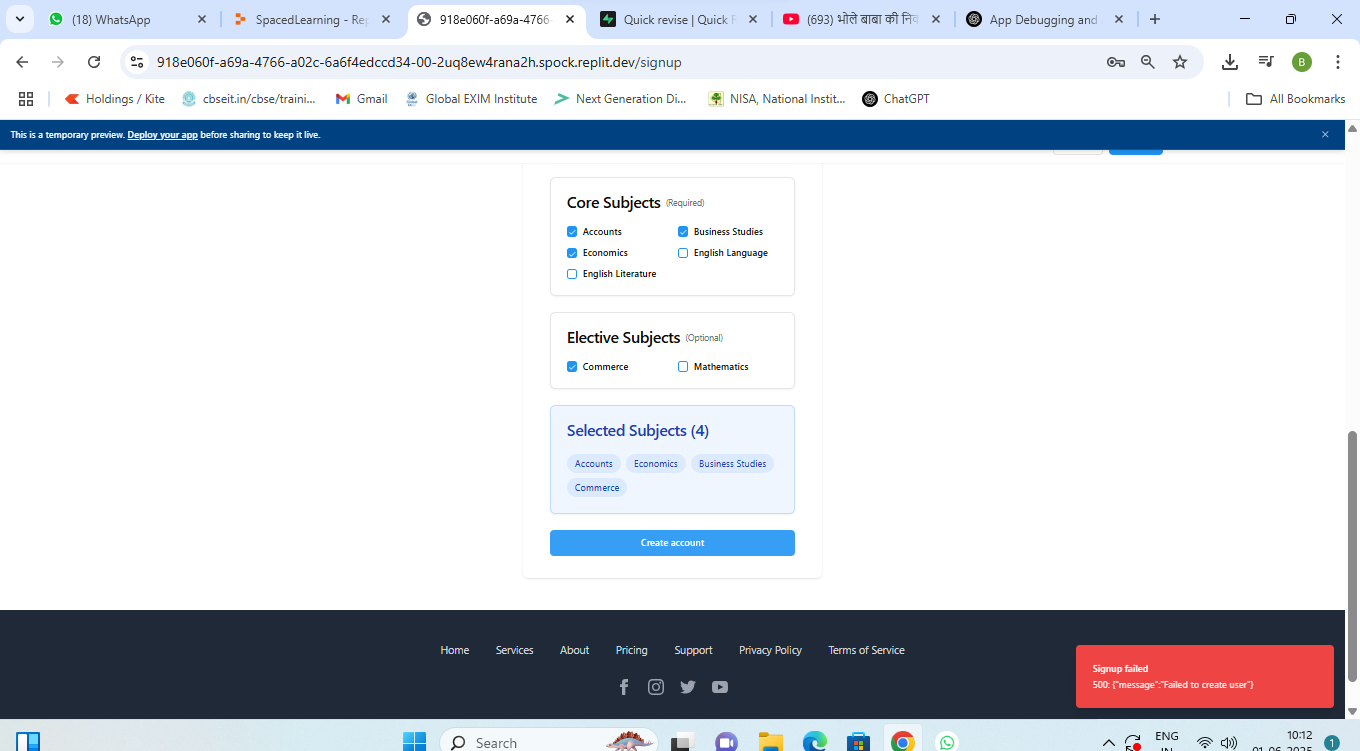 (18) WhatsApp
SpacedLearning - Rep
918e060f-a69a-4766-
Quick revise | Quick R
(693) भोले बाबा की
App Debugging and
918e060f-a69a-4766-a02c-6a6f4edccd34-00-2uq8ew4rana2h.spock.replit.dev/signup
B
Holdings / Kite
cbseit.in/cbse/traini...
Gmail
Global EXIM Institute
Next Generation Di...
NISA, National Instit...
ChatGPT
All Bookmarks
This is a temporary preview. Deploy your app before sharing to keep it live.
Core Subjects (Required)
Accounts
Business Studies
Economics
English Language
English Literature
Elective Subjects (Optional)
Commerce
Mathematics
Selected Subjects (4)
Accounts
Economics
Business Studies
Commerce
Create account
Home
Services
About
Pricing
Support
Privacy Policy
Terms of Service
Signup failed
500: {"message":"Failed to create user"}
Search
ENG
IN
10:12
01-06-2025
1